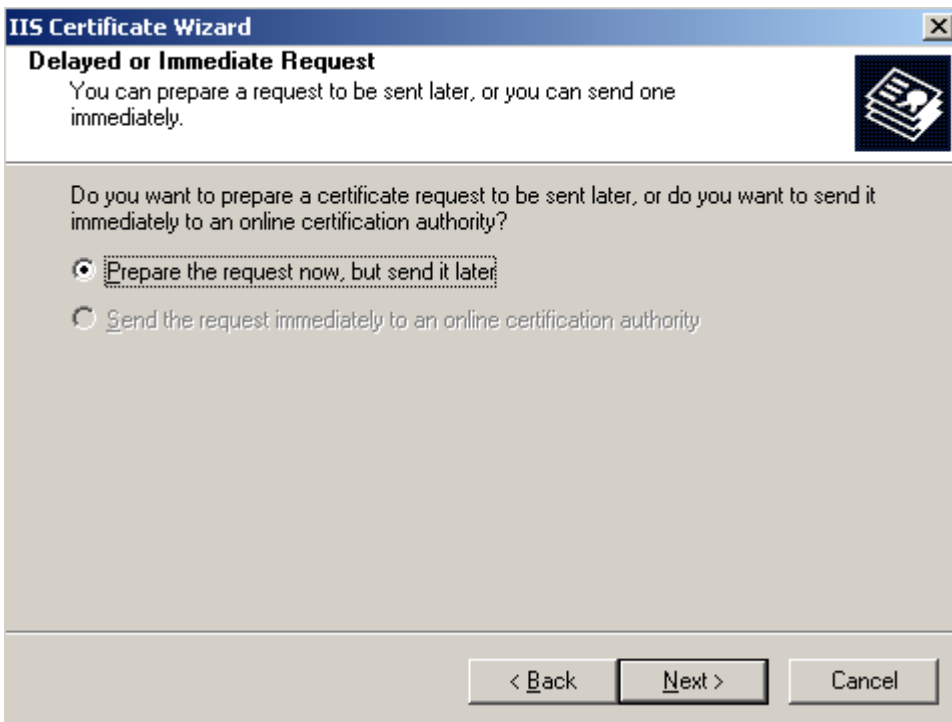 IIS Certificate Wizard
Delayed or Immediate Request
You can prepare a request to be sent later, or you can send one
immediately.
Do you want to prepare a certificate request to be sent later, or do you want to send it
immediately to an online certification authority?
Prepare the request now, but send it later
Send the request immediately to an online certification authority
< Back
Next >
Cancel